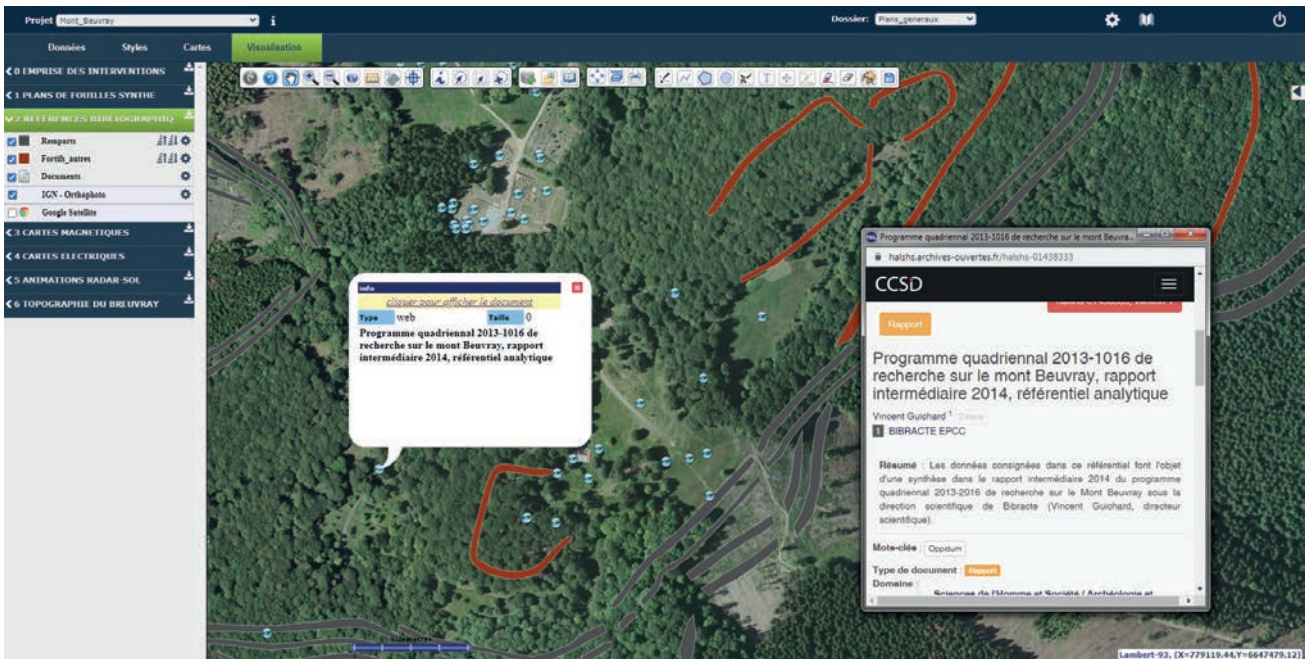 Projet Mont_Beuvray i Dossier: Plans_generaux
Données Styles Cartes Visualisation
0 EMPRISE DES INTERVENTIONS
1 PLANS DE FOUILLES SYNTHE
2 REFERENCES BIBLIOGRAPHIQ
Remparts
Fortifs_autres
Documents
IGN - Orthophoto
Google Satellite
3 CARTES MAGNETIQUES
4 CARTES ELECTRIQUES
5 ANIMATIONS RADAR-SOL
6 TOPOGRAPHIE DU BREUVRAY
Info
cliquer pour afficher le document
Type web Taille 0
Programme quadriennal 2013-1016 de
recherche sur le mont Beuvray, rapport
intermédiaire 2014, référentiel analytique
Programme quadriennal 2013-1016 de recherche sur le mont Beuvra...
halshs.archives-ouvertes.fr/halshs-01438333
CCSD
Rapport
Programme quadriennal 2013-1016 de
recherche sur le mont Beuvray, rapport
intermédiaire 2014, référentiel analytique
Vincent Guichard 1 Détails
1 BIBRACTE EPCC
Résumé : Les données consignées dans ce référentiel font l'objet
d'une synthèse dans le rapport intermédiaire 2014 du programme
quadriennal 2013-2016 de recherche sur le Mont Beuvray sous la
direction scientifique de Bibracte (Vincent Guichard, directeur
scientifique).
Mots-clés : Oppidum
Type de document : Rapport
Domaine :
Sciences de l'Homme et Société / Archéologie et
Lambert-93, (X=779119.44,Y=6647479.12)